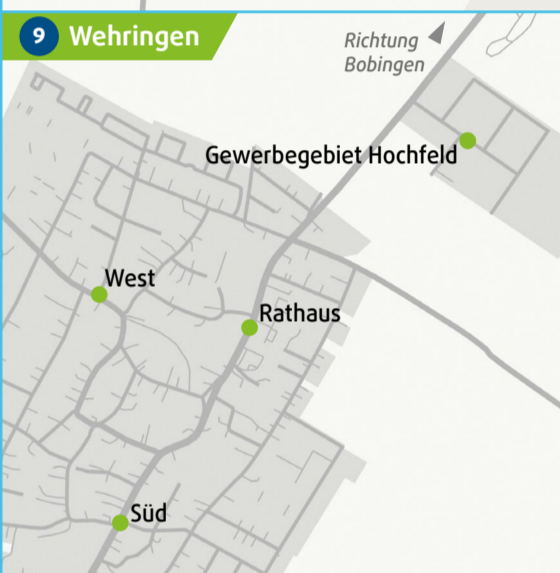 9 Wehringen
Richtung
Bobingen
Gewerbegebiet Hochfeld
West
Rathaus
Süd